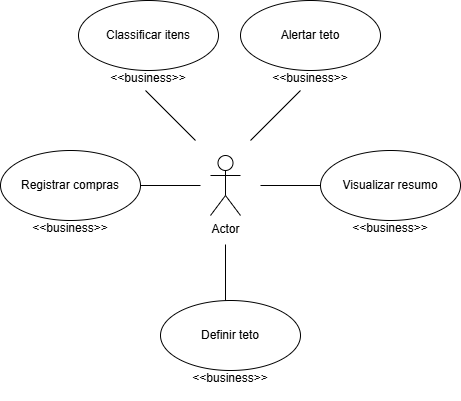 Classificar itens
<<business>>
Alertar teto
<<business>>
Registrar compras
<<business>>
Actor
Visualizar resumo
<<business>>
Definir teto
<<business>>